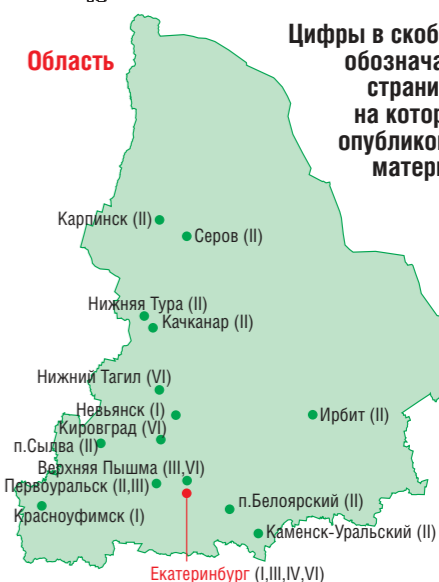 Область
Цифры в скоб
обознача
страни
на котор
опубликов
матери
Карпинск (II)
Серов (II)
Нижняя Тура (II)
Качканар (II)
Нижний Тагил (VI)
Невьянск (I)
Ирбит (II)
Кировград (VI)
п.Сылва (II)
Верхняя Пышма (III,VI)
Первоуральск (II,III)
п.Белоярский (II)
Красноуфимск (I)
Каменск-Уральский (II)
Екатеринбург (I,III,IV,VI)